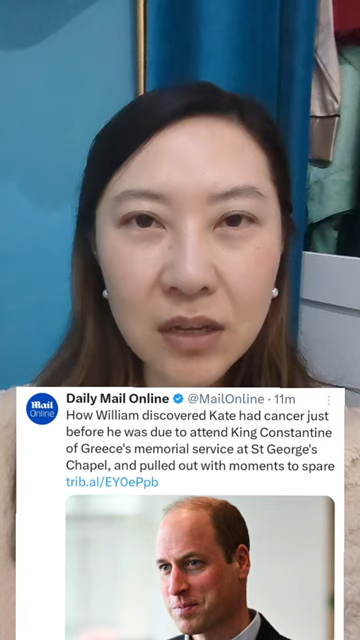 Mail
Online
Daily Mail Online @MailOnline · 11m
How William discovered Kate had cancer just
before he was due to attend King Constantine
of Greece's memorial service at St George's
Chapel, and pulled out with moments to spare
trib.al/EY0ePpb